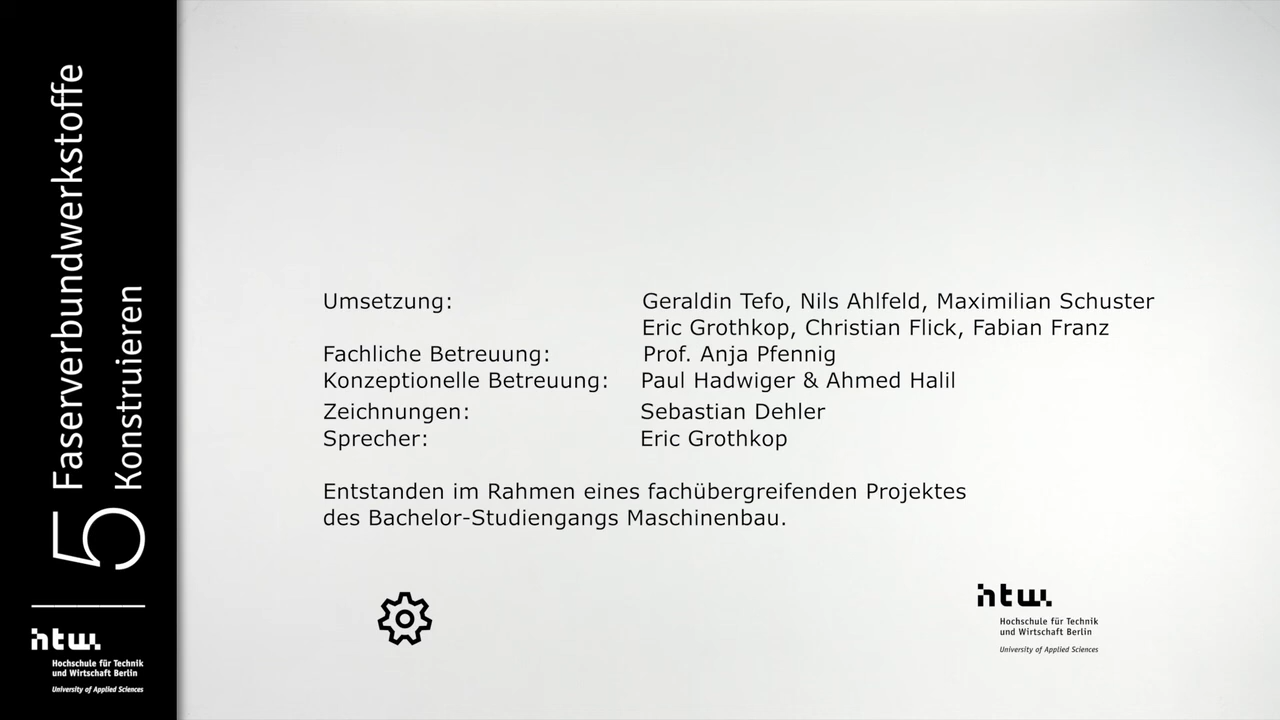 5 Faserverbundwerkstoffe
Konstruieren
htw.
Hochschule für Technik
und Wirtschaft Berlin
University of Applied Sciences
Umsetzung: Geraldin Tefo, Nils Ahlfeld, Maximilian Schuster
Eric Grothkop, Christian Flick, Fabian Franz
Fachliche Betreuung: Prof. Anja Pfennig
Konzeptionelle Betreuung: Paul Hadwiger & Ahmed Halil
Zeichnungen: Sebastian Dehler
Sprecher: Eric Grothkop
Entstanden im Rahmen eines fachübergreifenden Projektes
des Bachelor-Studiengangs Maschinenbau.
htw.
Hochschule für Technik
und Wirtschaft Berlin
University of Applied Sciences